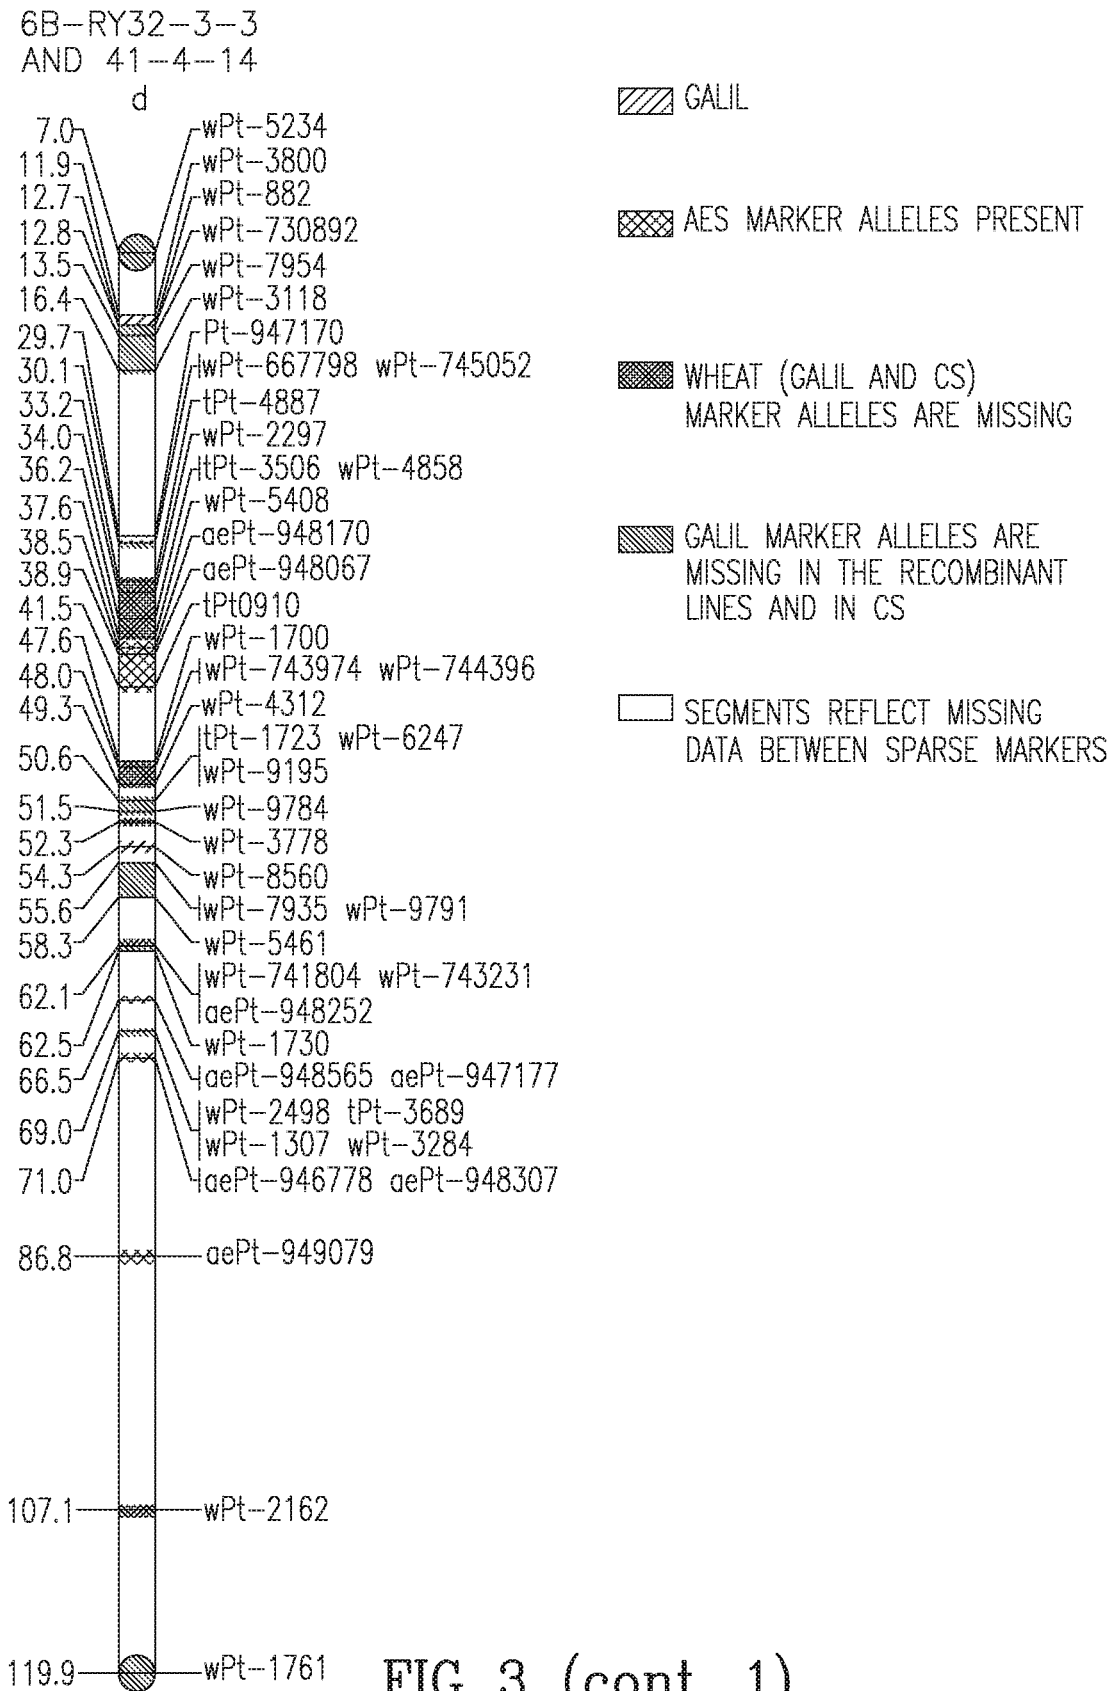 6B-RY32-3-3
AND 41-4-14
d
7.0
11.9
12.7
12.8
13.5
16.4
29.7
30.1
33.2
34.0
36.2
37.6
38.5
38.9
41.5
47.6
48.0
49.3
50.6
51.5
52.3
54.3
55.6
58.3
62.1
62.5
66.5
69.0
71.0
86.8
107.1
119.9
wPt-5234
wPt-3800
wPt-882
wPt-730892
wPt-7954
wPt-3118
Pt-947170
wPt-667798 wPt-745052
tPt-4887
wPt-2297
tPt-3506 wPt-4858
wPt-5408
aePt-948170
aePt-948067
tPt0910
wPt-1700
wPt-743974 wPt-744396
wPt-4312
tPt-1723 wPt-6247
wPt-9195
wPt-9784
wPt-3778
wPt-8560
wPt-7935 wPt-9791
wPt-5461
wPt-741804 wPt-743231
aePt-948252
wPt-1730
aePt-948565 aePt-947177
wPt-2498 tPt-3689
wPt-1307 wPt-3284
aePt-946778 aePt-948307
aePt-949079
wPt-2162
wPt-1761
GALIL
AES MARKER ALLELES PRESENT
WHEAT (GALIL AND CS)
MARKER ALLELES ARE MISSING
GALIL MARKER ALLELES ARE
MISSING IN THE RECOMBINANT
LINES AND IN CS
SEGMENTS REFLECT MISSING
DATA BETWEEN SPARSE MARKERS
FIG. 3 (cont. 1)